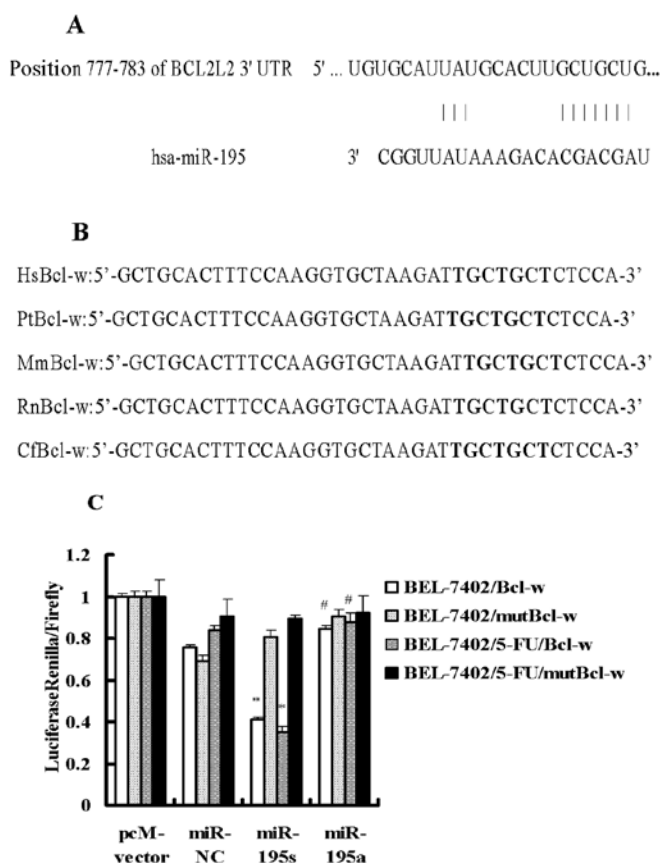 A
Position 777-783 of BCL2L2 3' UTR 5' ... UGUGCAUUAUGCACUUGCUGCUG...
hsa-miR-195 3' CGGUUAUAAAGACACGACGAU
B
HsBcl-w:5'-GCTGCACTTTCCAAGGTGCTAAGATTGCTGCTCTCCA-3'
PtBcl-w:5'-GCTGCACTTTCCAAGGTGCTAAGATTGCTGCTCTCCA-3'
MmBcl-w:5'-GCTGCACTTTCCAAGGTGCTAAGATTGCTGCTCTCCA-3'
RnBcl-w:5'-GCTGCACTTTCCAAGGTGCTAAGATTGCTGCTCTCCA-3'
CfBcl-w:5'-GCTGCACTTTCCAAGGTGCTAAGATTGCTGCTCTCCA-3'
C
LuciferaseRenilla/Firefly
1.2
1
0.8
0.6
0.4
0.2
0
** **
# #
pcM-vector
miR-NC
miR-195s
miR-195a
BEL-7402/Bcl-w
BEL-7402/mutBcl-w
BEL-7402/5-FU/Bcl-w
BEL-7402/5-FU/mutBcl-w